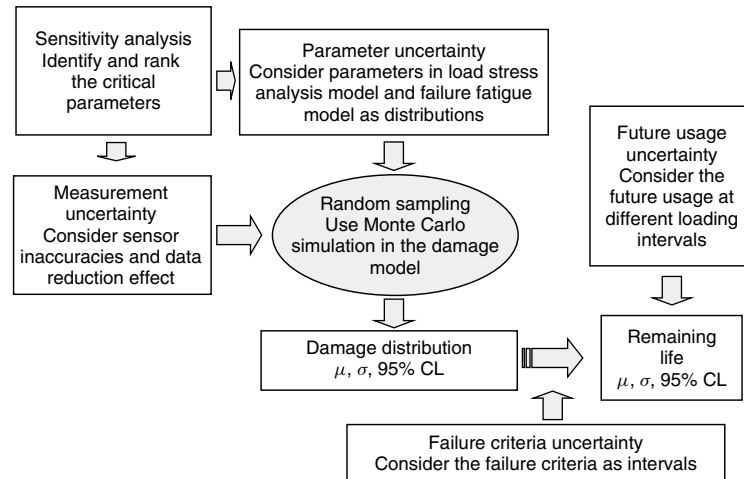 Sensitivity analysis
Identify and rank
the critical
parameters
Parameter uncertainty
Consider parameters in load stress
analysis model and failure fatigue
model as distributions
Future usage
uncertainty
Consider the
future usage at
different loading
intervals
Measurement
uncertainty
Consider sensor
inaccuracies and data
reduction effect
Random sampling
Use Monte Carlo
simulation in the damage
model
Damage distribution
μ, σ, 95% CL
Remaining
life
μ, σ, 95% CL
Failure criteria uncertainty
Consider the failure criteria as intervals